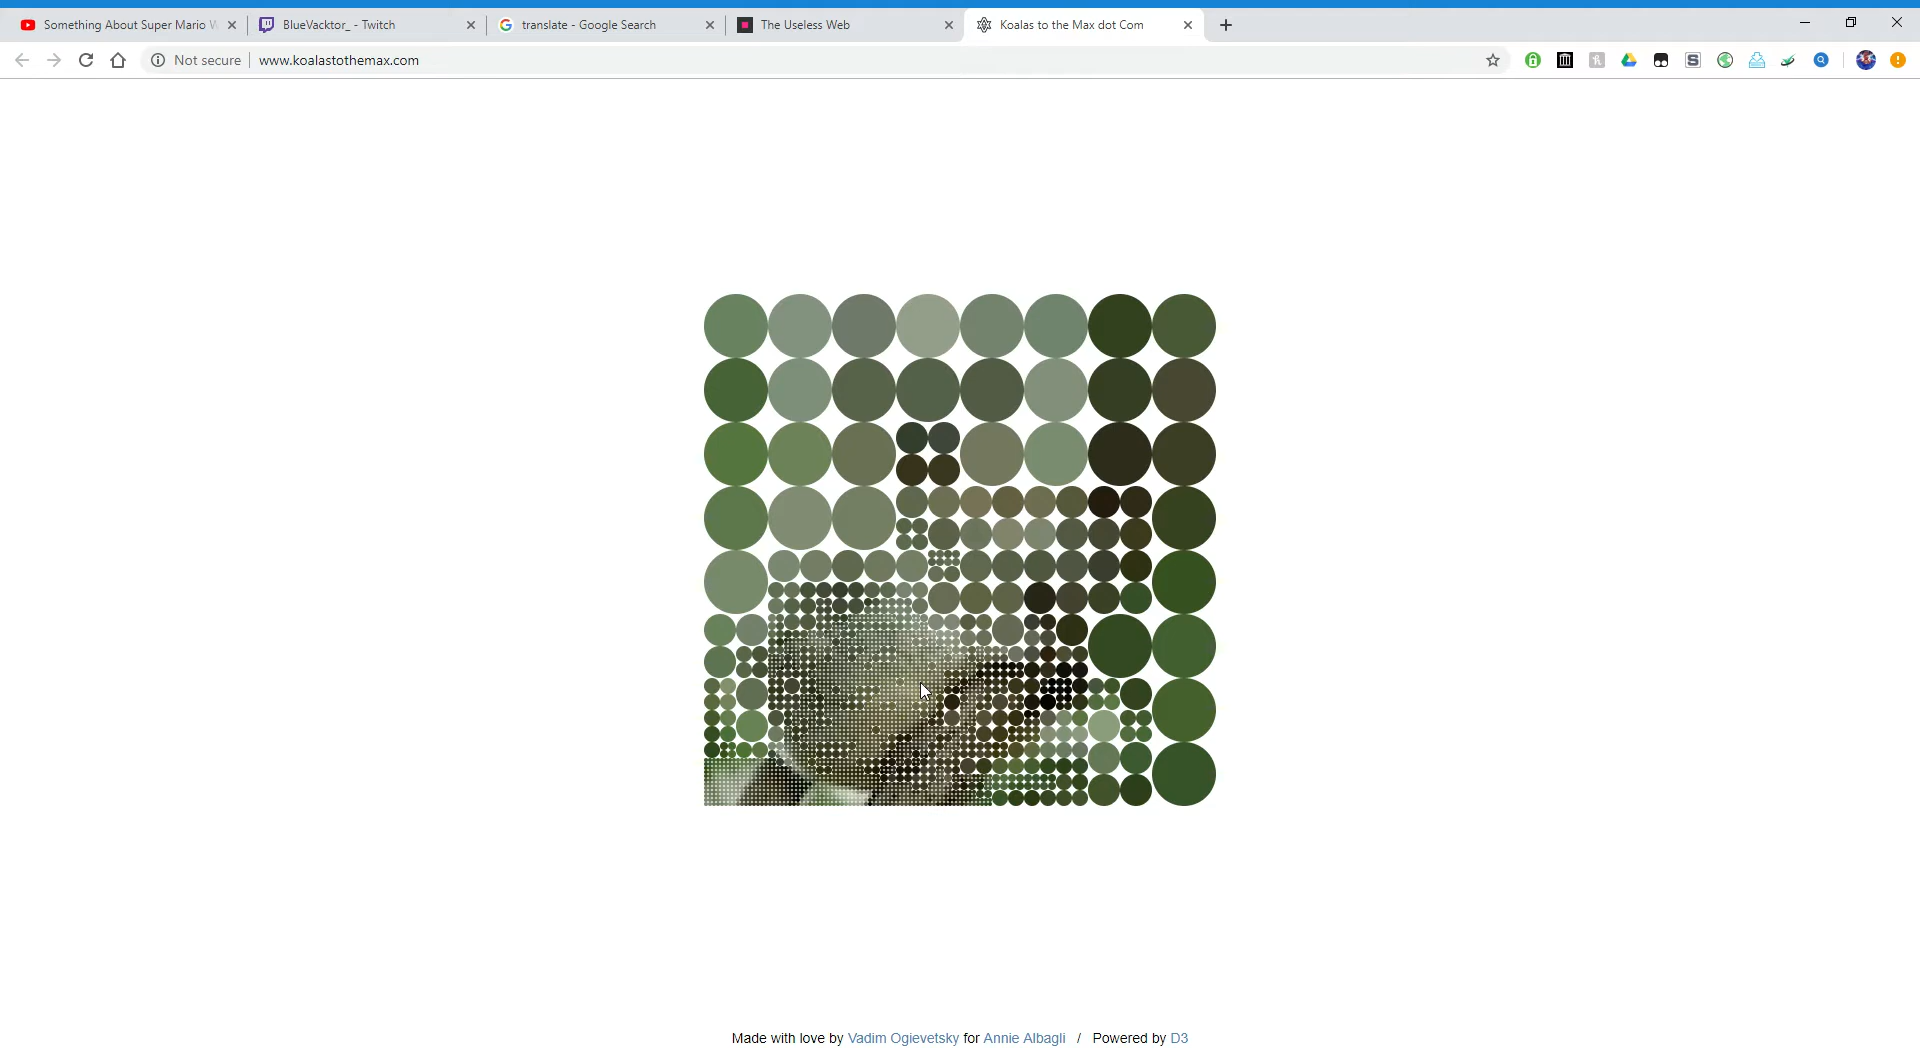 Something About Super Mario W
BlueVacktor_ - Twitch
translate - Google Search
The Useless Web
Koalas to the Max dot Com
Not secure
www.koalastothemax.com
Made with love by Vadim Ogievetsky for Annie Albagli / Powered by D3